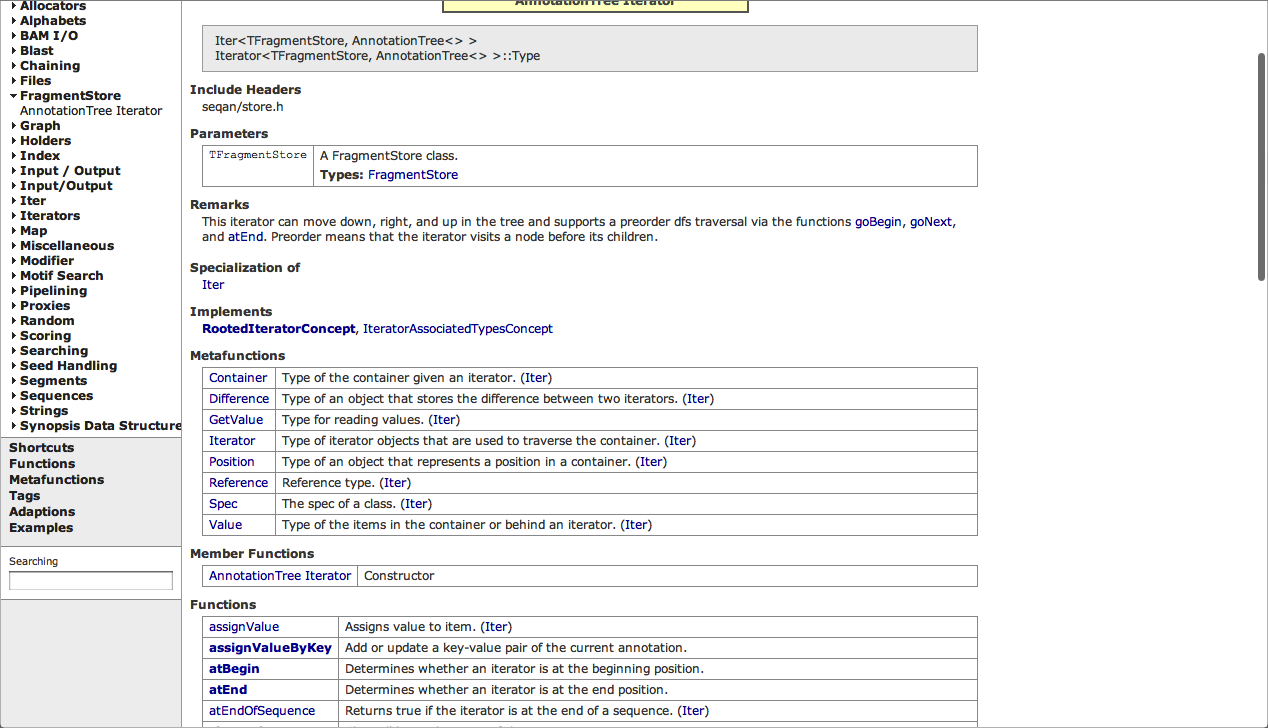 Allocators
Alphabets
BAM I/O
Blast
Chaining
Files
FragmentStore
AnnotationTree Iterator
Graph
Holders
Index
Input / Output
Input/Output
Iter
Iterators
Map
Miscellaneous
Modifier
Motif Search
Pipelining
Proxies
Random
Scoring
Searching
Seed Handling
Segments
Sequences
Strings
Synopsis Data Structure
Shortcuts
Functions
Metafunctions
Tags
Adaptions
Examples
Searching
AnnotationTree Iterator
Iter<TFragmentStore, AnnotationTree<> >
Iterator<TFragmentStore, AnnotationTree<> >::Type
Include Headers
seqan/store.h
Parameters
TFragmentStore A FragmentStore class.
Types: FragmentStore
Remarks
This iterator can move down, right, and up in the tree and supports a preorder dfs traversal via the functions goBegin, goNext,
and atEnd. Preorder means that the iterator visits a node before its children.
Specialization of
Iter
Implements
RootedIteratorConcept, IteratorAssociatedTypesConcept
Metafunctions
Container Type of the container given an iterator. (Iter)
Difference Type of an object that stores the difference between two iterators. (Iter)
GetValue Type for reading values. (Iter)
Iterator Type of iterator objects that are used to traverse the container. (Iter)
Position Type of an object that represents a position in a container. (Iter)
Reference Reference type. (Iter)
Spec The spec of a class. (Iter)
Value Type of the items in the container or behind an iterator. (Iter)
Member Functions
AnnotationTree Iterator Constructor
Functions
assignValue Assigns value to item. (Iter)
assignValueByKey Add or update a key-value pair of the current annotation.
atBegin Determines whether an iterator is at the beginning position.
atEnd Determines whether an iterator is at the end position.
atEndOfSequence Returns true if the iterator is at the end of a sequence. (Iter)